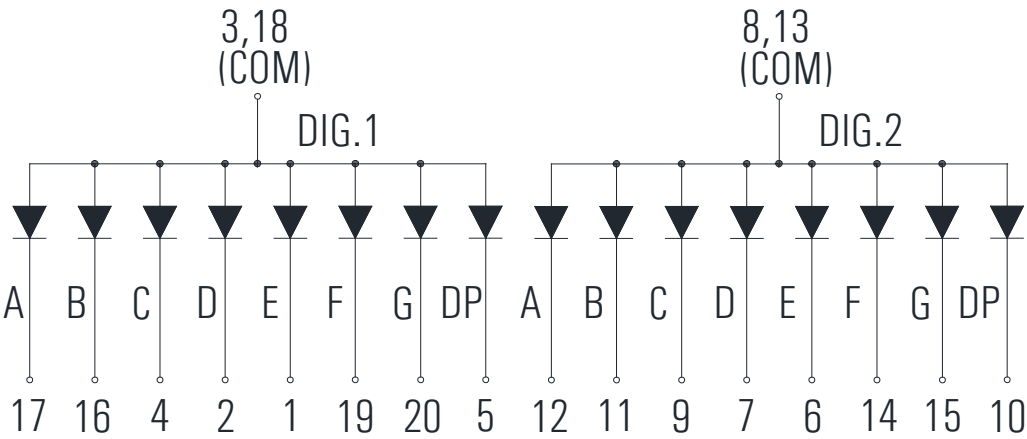 3,18
(COM)
8,13
(COM)
DIG.1
DIG.2
A B C D E F G DP A B C D E F G DP
17 16 4 2 1 19 20 5 12 11 9 7 6 14 15 10